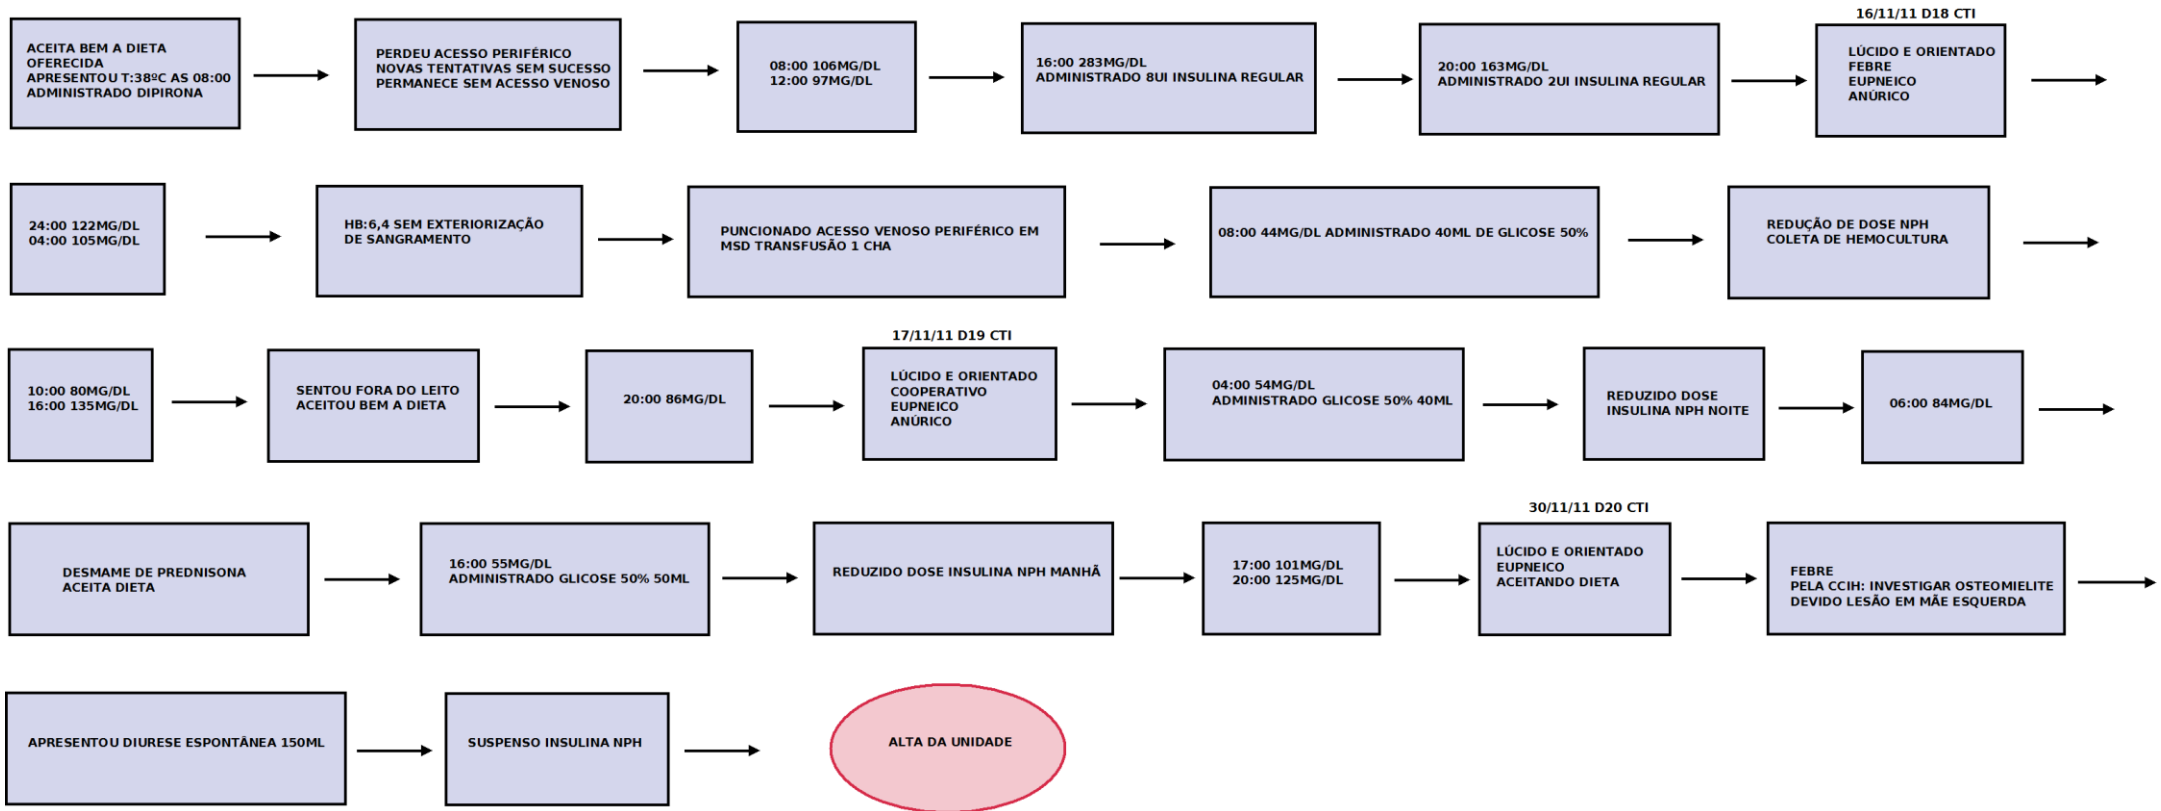 ACEITA BEM A DIETA
OFERECIDA
APRESENTOU T:38ºC AS 08:00
ADMINISTRADO DIPIRONA
PERDEU ACESSO PERIFÉRICO
NOVAS TENTATIVAS SEM SUCESSO
PERMANECE SEM ACESSO VENOSO
08:00 106MG/DL
12:00 97MG/DL
16:00 283MG/DL
ADMINISTRADO 8UI INSULINA REGULAR
20:00 163MG/DL
ADMINISTRADO 2UI INSULINA REGULAR
16/11/11 D18 CTI
LÚCIDO E ORIENTADO
FEBRE
EUPNEICO
ANÚRICO
24:00 122MG/DL
04:00 105MG/DL
HB:6,4 SEM EXTERIORIZAÇÃO
DE SANGRAMENTO
PUNCIONADO ACESSO VENOSO PERIFÉRICO EM
MSD TRANSFUSÃO 1 CHA
08:00 44MG/DL ADMINISTRADO 40ML DE GLICOSE 50%
REDUÇÃO DE DOSE NPH
COLETA DE HEMOCULTURA
10:00 80MG/DL
16:00 135MG/DL
SENTOU FORA DO LEITO
ACEITOU BEM A DIETA
20:00 86MG/DL
17/11/11 D19 CTI
LÚCIDO E ORIENTADO
COOPERATIVO
EUPNEICO
ANÚRICO
04:00 54MG/DL
ADMINISTRADO GLICOSE 50% 40ML
REDUZIDO DOSE
INSULINA NPH NOITE
06:00 84MG/DL
DESMAME DE PREDNISONA
ACEITA DIETA
16:00 55MG/DL
ADMINISTRADO GLICOSE 50% 50ML
REDUZIDO DOSE INSULINA NPH MANHÃ
17:00 101MG/DL
20:00 125MG/DL
30/11/11 D20 CTI
LÚCIDO E ORIENTADO
EUPNEICO
ACEITANDO DIETA
FEBRE
PELA CCIH: INVESTIGAR OSTEOMIELITE
DEVIDO LESÃO EM MÃE ESQUERDA
APRESENTOU DIURESE ESPONTÂNEA 150ML
SUSPENSO INSULINA NPH
ALTA DA UNIDADE